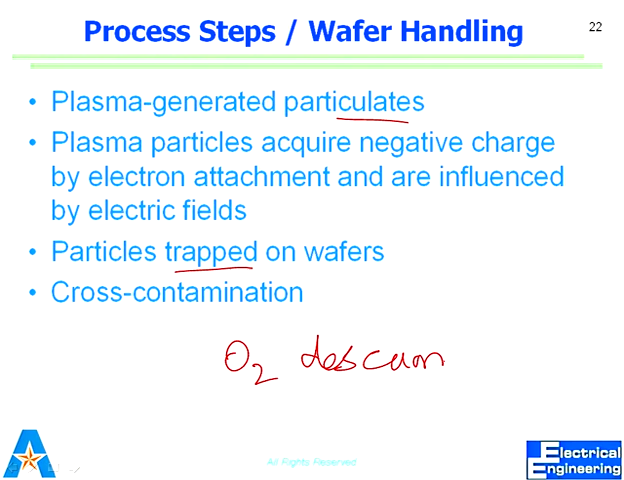 Process Steps / Wafer Handling
22
• Plasma-generated particulates
• Plasma particles acquire negative charge
by electron attachment and are influenced
by electric fields
• Particles trapped on wafers
• Cross-contamination
O2 descum
All Rights Reserved
Electrical
Engineering